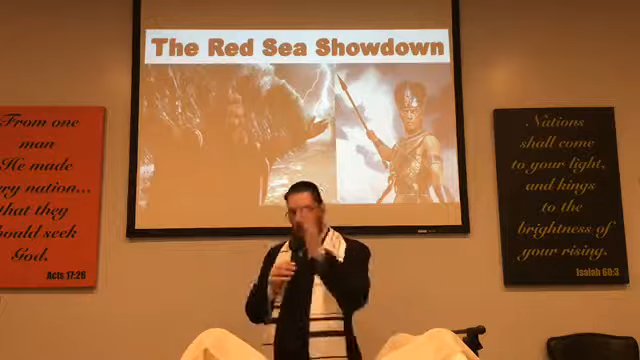 The Red Sea Showdown
From one
man
He made
ry nation...
that they
ould seek
God.
Acts 17:26
Nations
shall come
to your light,
and kings
to the
brightness of
your rising.
Isaiah 60:3